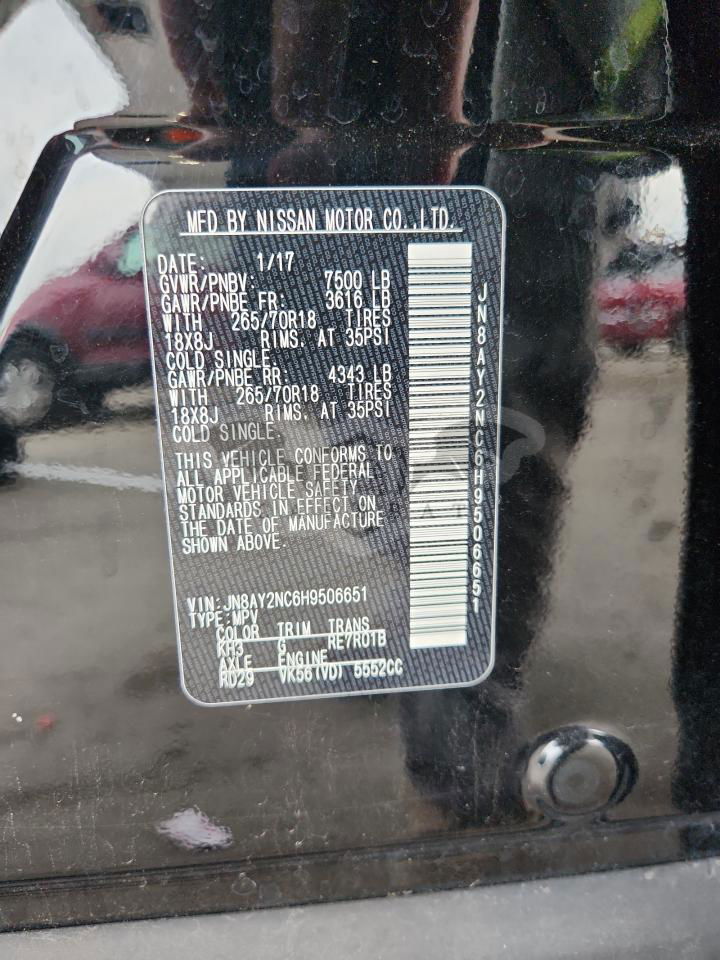 MFD BY NISSAN MOTOR CO.,LTD.
DATE: 1/17
GVWR/PNBV: 7500 LB
GAWR/PNBE FR: 3616 LB
WITH 265/70R18 TIRES
18X8J RIMS. AT 35PSI
COLD SINGLE.
GAWR/PNBE RR: 4343 LB
WITH 265/70R18 TIRES
18X8J RIMS. AT 35PSI
COLD SINGLE.
THIS VEHICLE CONFORMS TO
ALL APPLICABLE FEDERAL
MOTOR VEHICLE SAFETY
STANDARDS IN EFFECT ON
THE DATE OF MANUFACTURE
SHOWN ABOVE.
VIN:JN8AY2NC6H9506651
TYPE:MPV
COLOR TRIM TRANS
KH3 G RE7R01B
AXLE ENGINE
RD29 VK56(VD) 5552CC
JN8AY2NC6H9506651